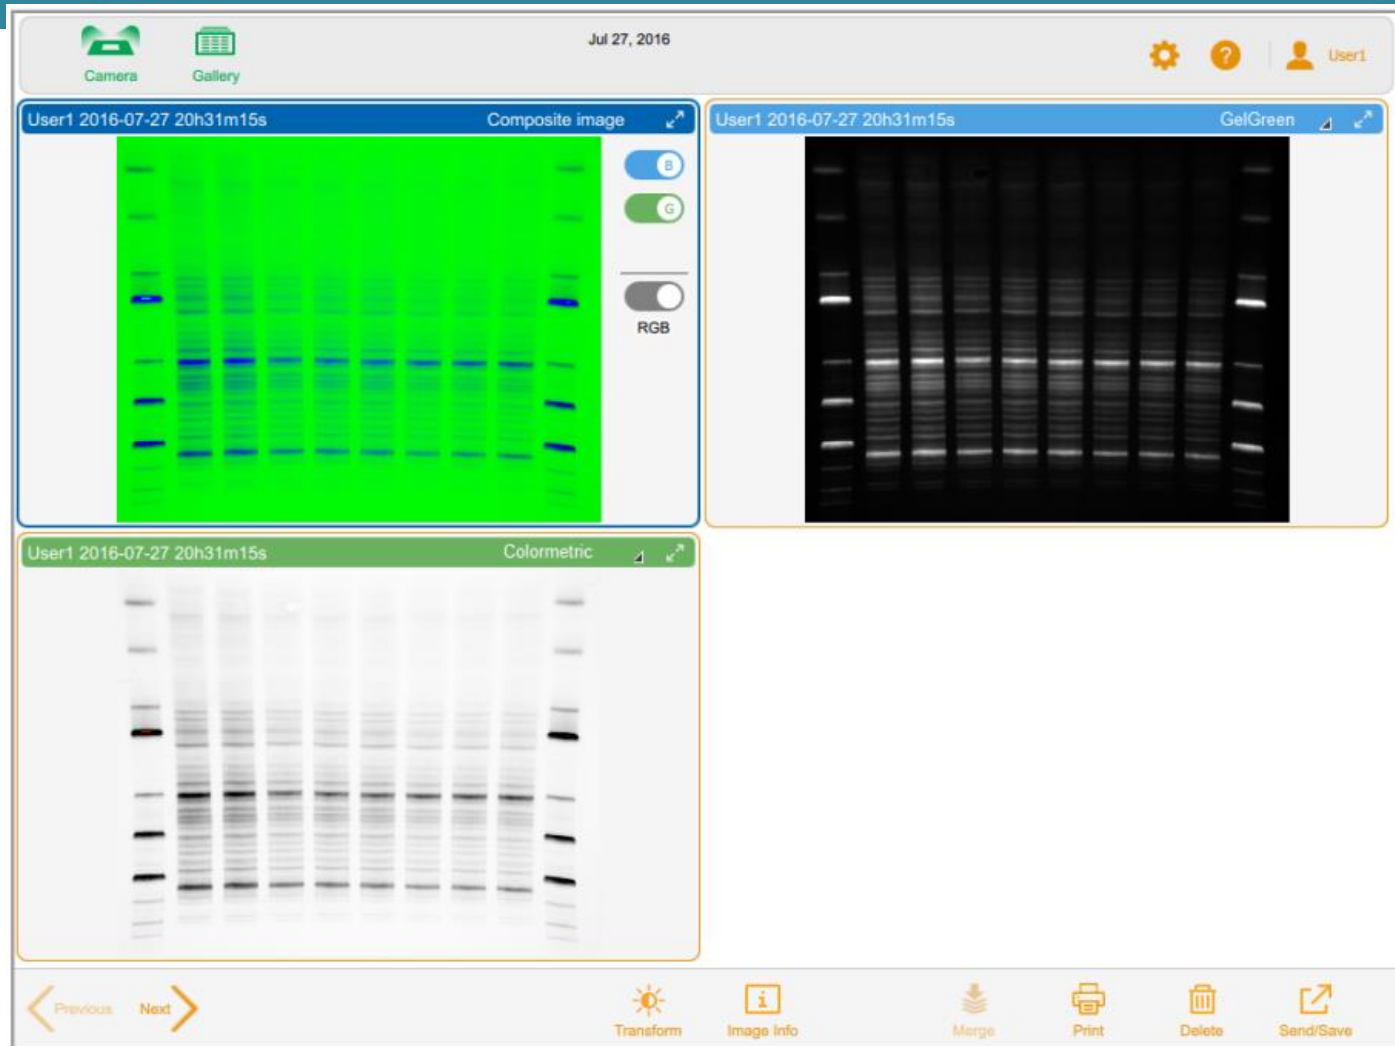 Jul 27, 2016
Camera
Gallery
User1
User1 2016-07-27 20h31m15s Composite image
B
G
RGB
User1 2016-07-27 20h31m15s GelGreen
User1 2016-07-27 20h31m15s Colormetric
Previous Next
Transform
Image Info
Merge
Print
Delete
Send/Save